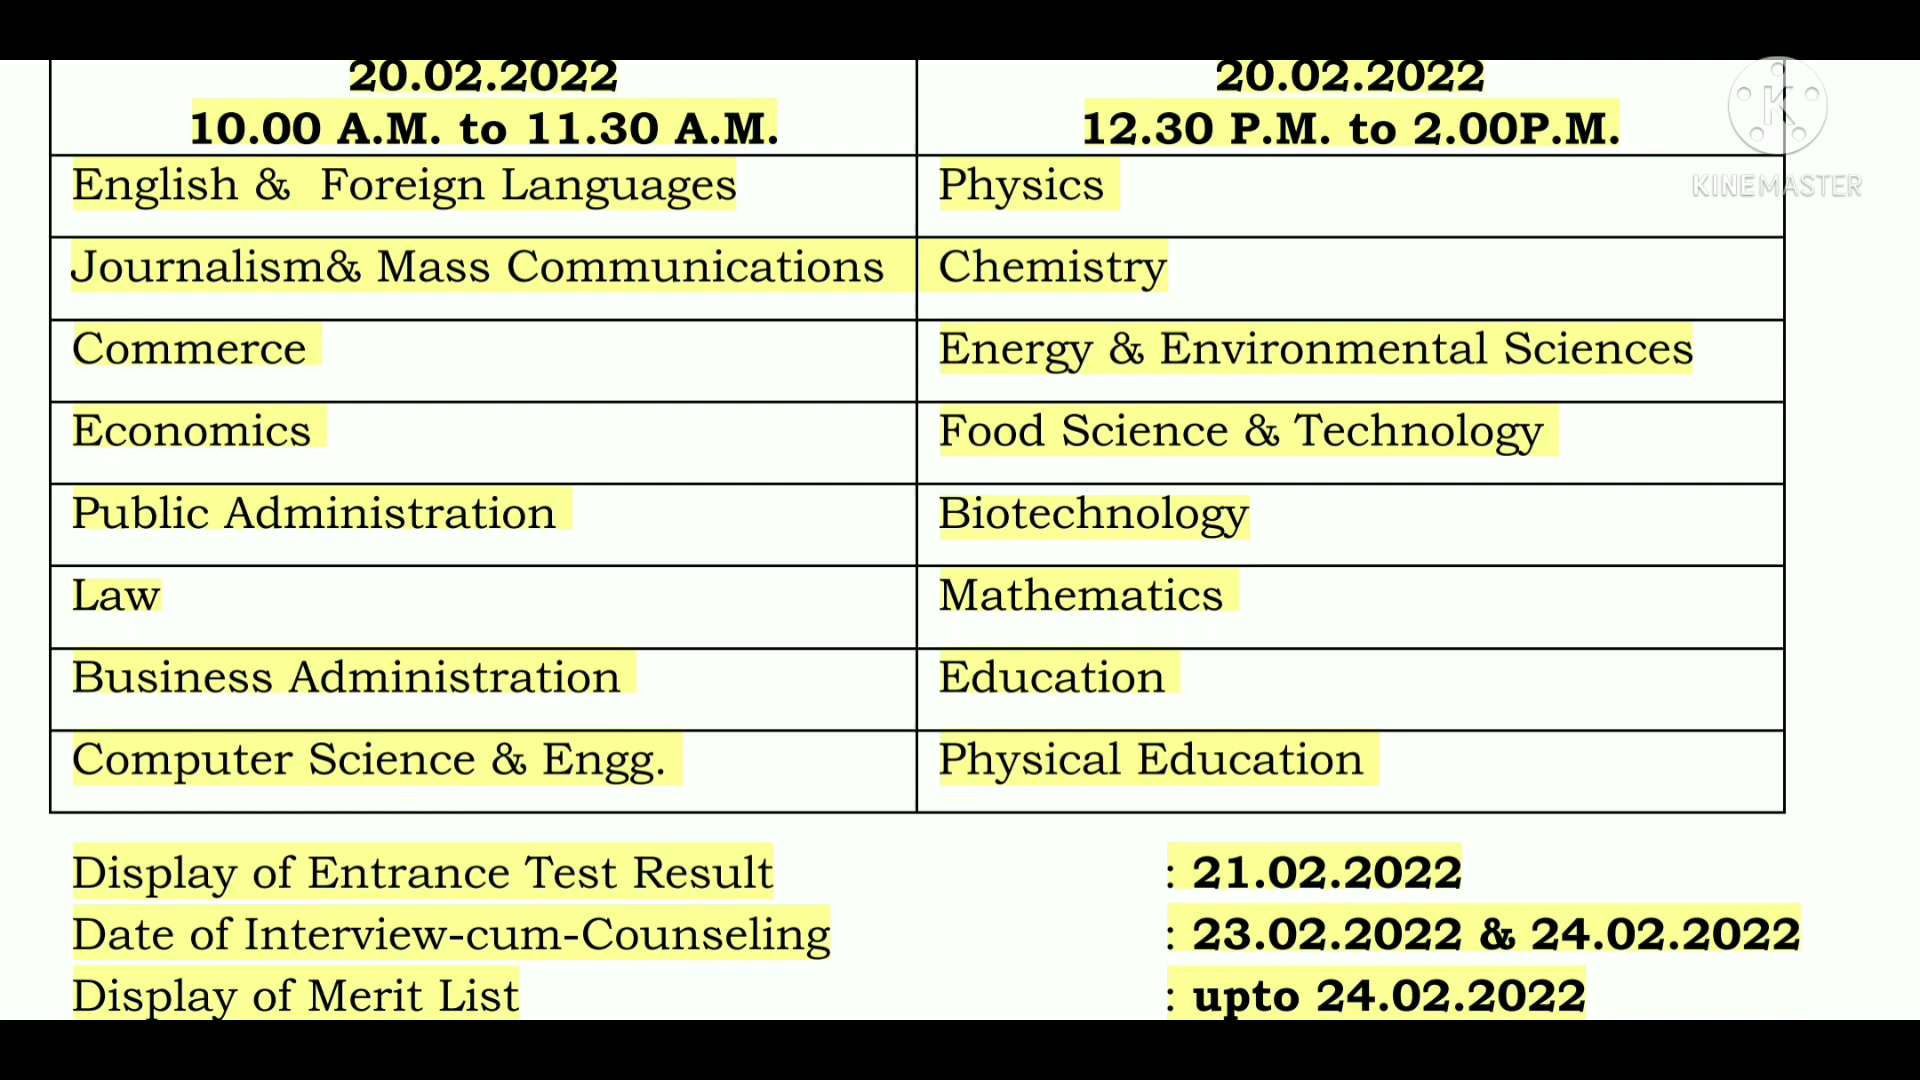 20.02.2022 20.02.2022
10.00 A.M. to 11.30 A.M. 12.30 P.M. to 2.00P.M.
English &  Foreign Languages Physics
Journalism& Mass Communications Chemistry
Commerce Energy & Environmental Sciences
Economics Food Science & Technology
Public Administration Biotechnology
Law Mathematics
Business Administration Education
Computer Science & Engg. Physical Education
Display of Entrance Test Result : 21.02.2022
Date of Interview-cum-Counseling : 23.02.2022 & 24.02.2022
Display of Merit List : upto 24.02.2022
K
KINEMASTER